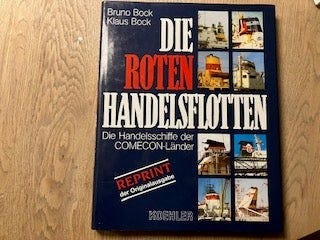 Bruno Bock
Klaus Bock
DIE
ROTEN
HANDELSFLOTTEN
Die Handelsschiffe der
COMECON-Länder
REPRINT
der Originalausgabe
KOEHLER